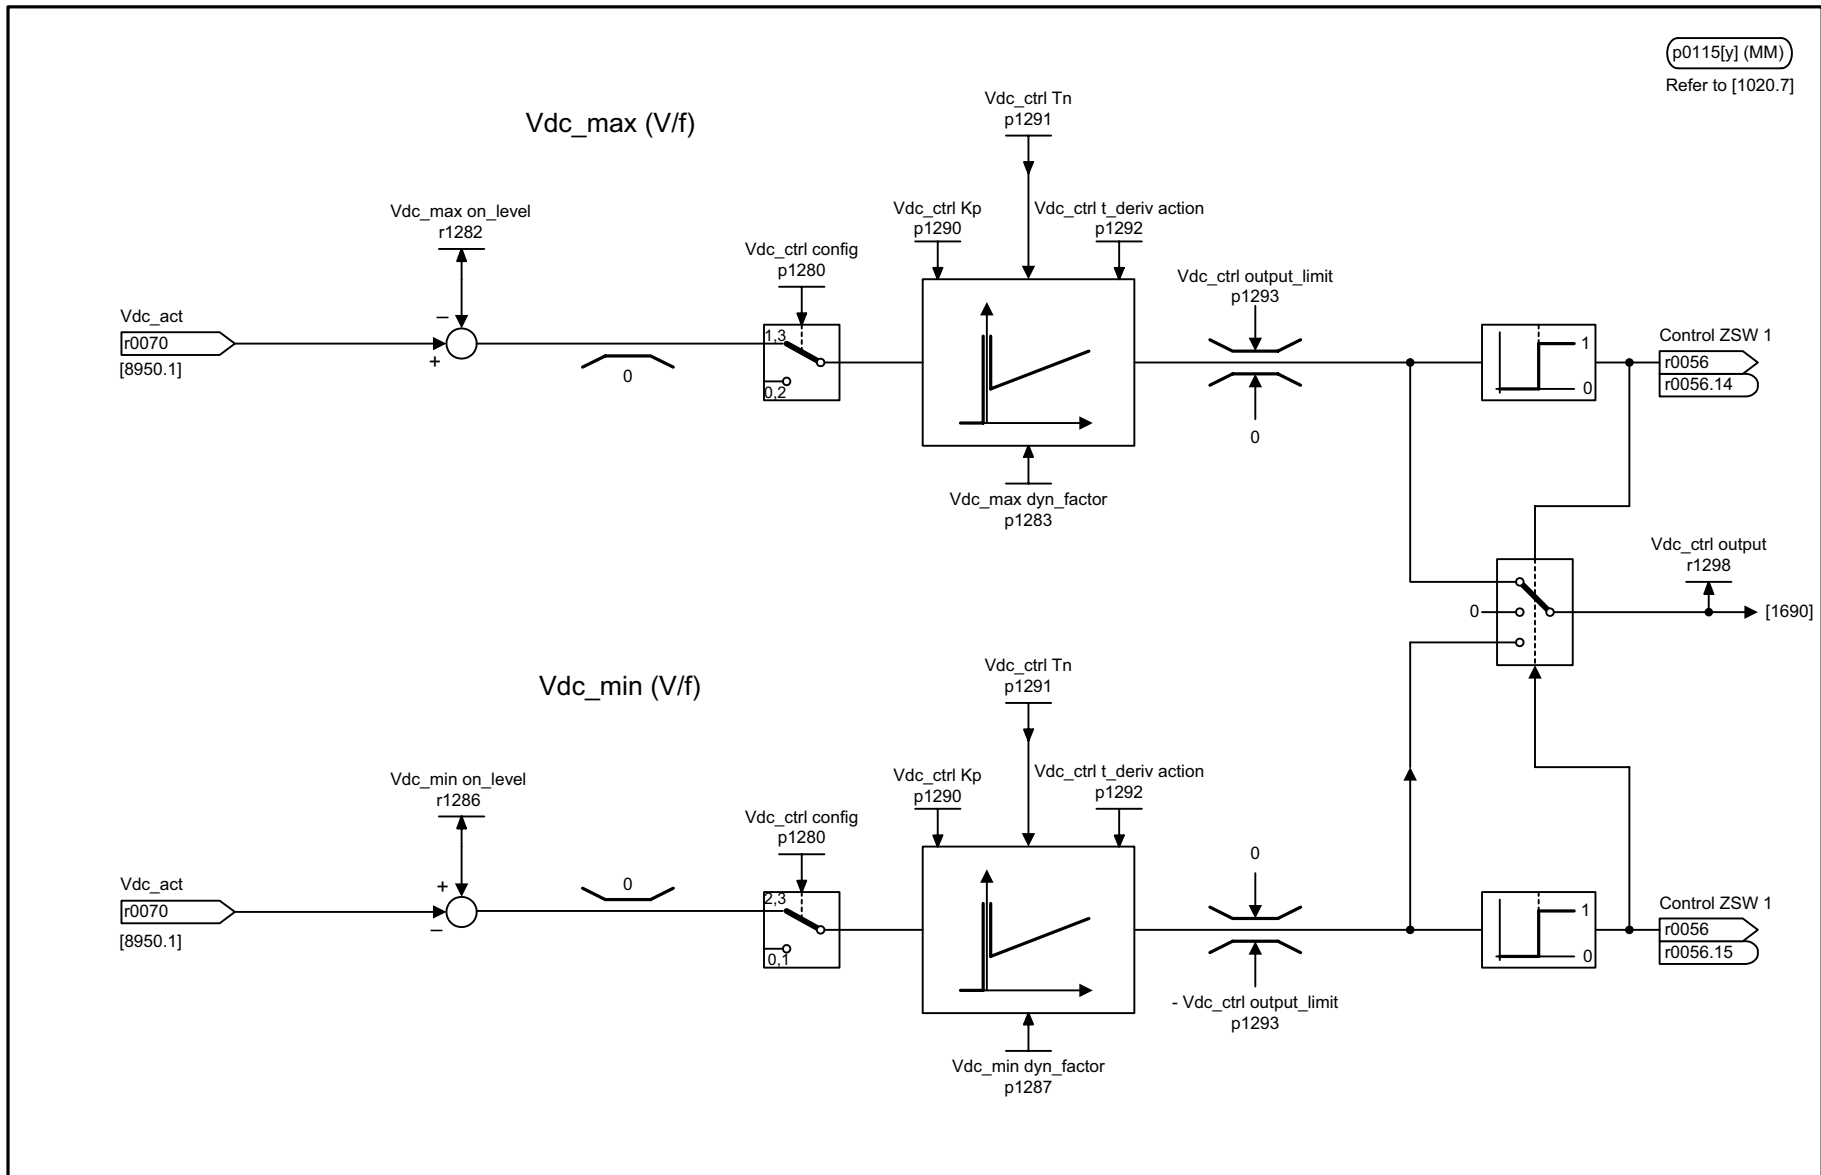 p0115[y] (MM)
Refer to [1020.7]
Vdc_max (V/f)
Vdc_ctrl Tn
p1291
Vdc_max on_level
r1282
Vdc_ctrl Kp
p1290
Vdc_ctrl t_deriv action
p1292
Vdc_ctrl config
p1280
Vdc_ctrl output_limit
p1293
Vdc_act
r0070
[8950.1]
–
+
0
1,3
0,2
0
1
0
Control ZSW 1
r0056
r0056.14
Vdc_max dyn_factor
p1283
Vdc_ctrl output
r1298
0
[1690]
Vdc_min (V/f)
Vdc_ctrl Tn
p1291
Vdc_min on_level
r1286
Vdc_ctrl Kp
p1290
Vdc_ctrl t_deriv action
p1292
Vdc_ctrl config
p1280
0
Vdc_act
r0070
[8950.1]
+
–
0
2,3
0,1
- Vdc_ctrl output_limit
p1293
1
0
Control ZSW 1
r0056
r0056.15
Vdc_min dyn_factor
p1287